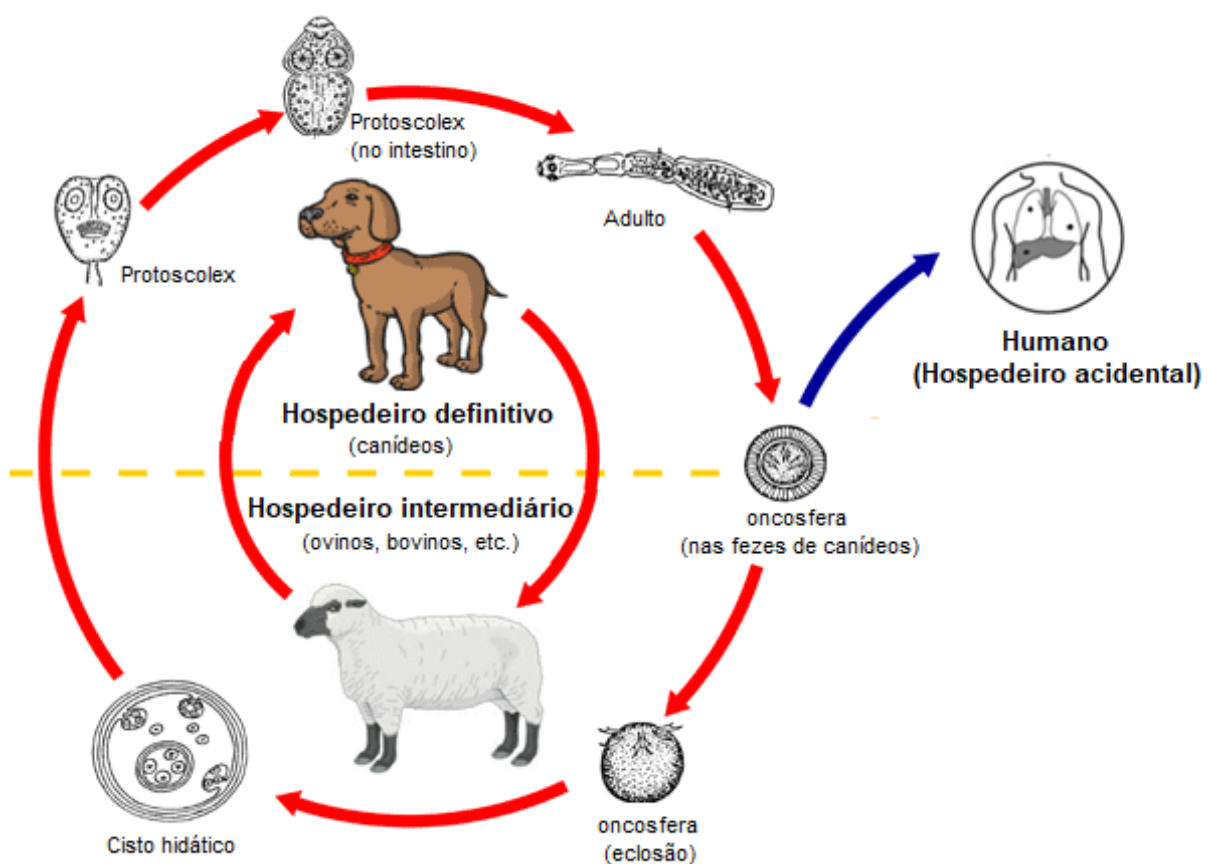 Protoscolex
(no intestino)
Adulto
Protoscolex
Humano
(Hospedeiro acidental)
Hospedeiro definitivo
(canídeos)
Hospedeiro intermediário
(ovinos, bovinos, etc.)
oncosfera
(nas fezes de canídeos)
Cisto hidático
oncosfera
(eclosão)